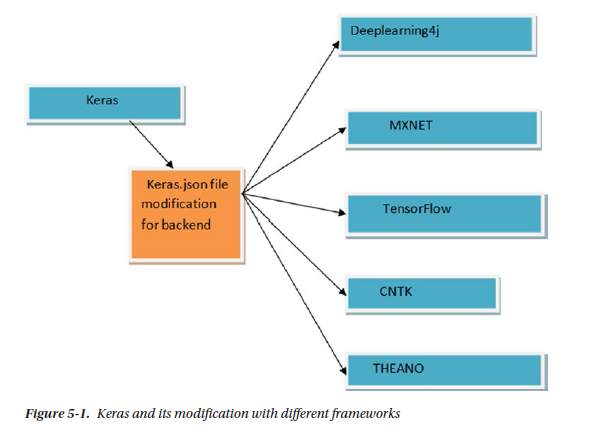 Deeplearning4j
Keras
MXNET
Keras.json file
modification
for backend
TensorFlow
CNTK
THEANO
Figure 5-1. Keras and its modification with different frameworks